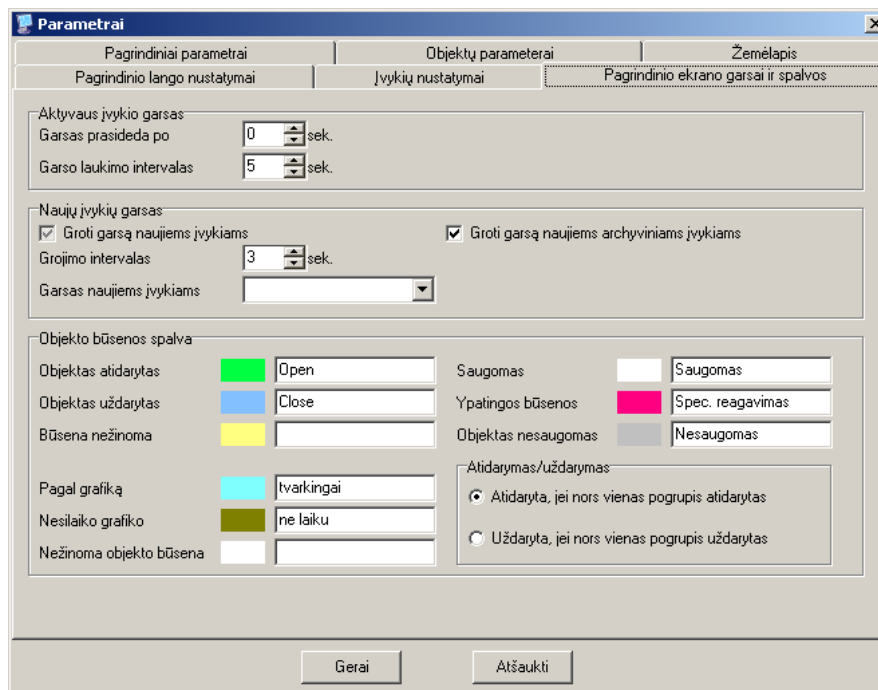 Parametrai
Pagrindiniai parametrai Objektų parameterai Žemėlapis
Pagrindinio lango nustatymai Įvykių nustatymai Pagrindinio ekrano garsai ir spalvos
Aktyvaus įvykio garsas
Garsas prasideda po 0 sek.
Garso laukimo intervalas 5 sek.
Naujų įvykių garsas
Groti garsą naujiems įvykiams Groti garsą naujiems archyviniams įvykiams
Grojimo intervalas 3 sek.
Garsas naujiems įvykiams
Objekto būsenos spalva
Objektas atidarytas Open Saugomas Saugomas
Objektas uždarytas Close Ypatingos būsenos Spec. reagavimas
Būsena nežinoma Objektas nesaugomas Nesaugomas
Atidarymas/uždarymas
Pagal grafiką tvarkingai Atidaryta, jei nors vienas pogrupis atidarytas
Nesilaiko grafiko ne laiku
Uždaryta, jei nors vienas pogrupis uždarytas
Nežinoma objekto būsena
Gerai Atšaukti